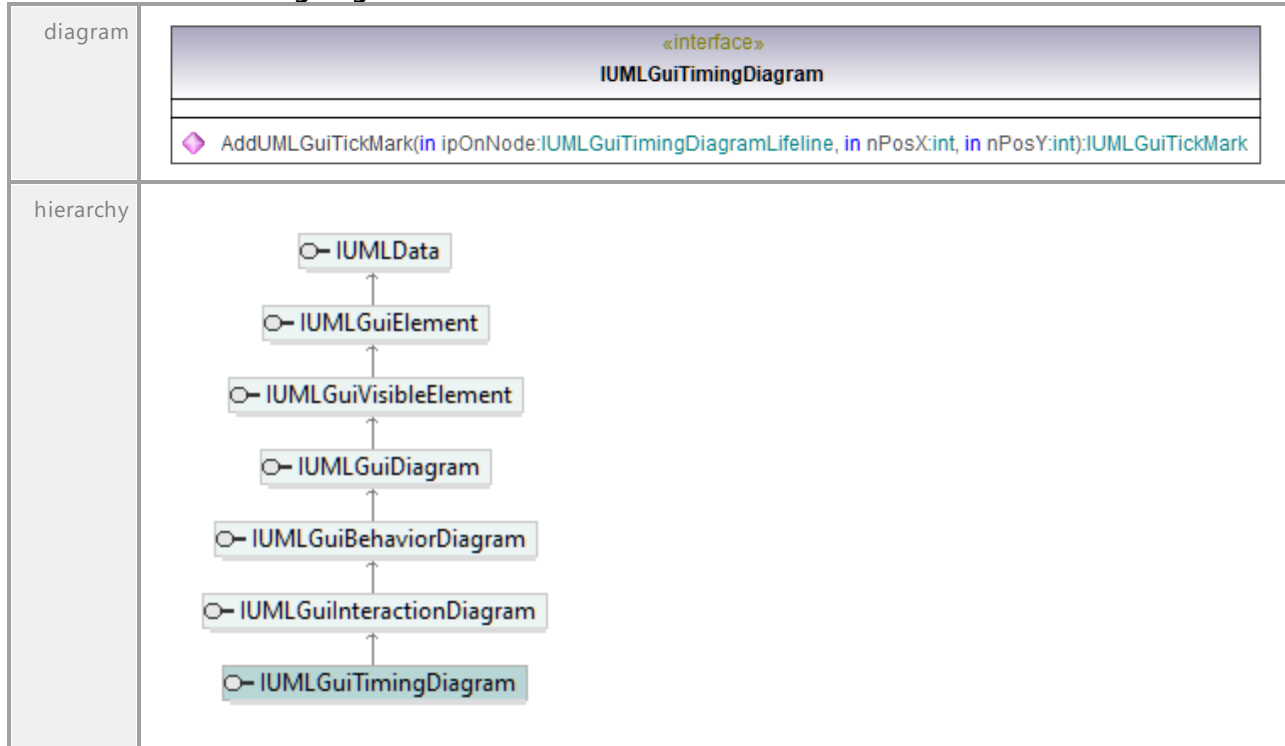 diagram
«interface»
IUMLGuiTimingDiagram
AddUMLGuiTickMark(in ipOnNode:IUMLGuiTimingDiagramLifeline, in nPosX:int, in nPosY:int):IUMLGuiTickMark
hierarchy
IUMLData
IUMLGuiElement
IUMLGuiVisibleElement
IUMLGuiDiagram
IUMLGuiBehaviorDiagram
IUMLGuiInteractionDiagram
IUMLGuiTimingDiagram